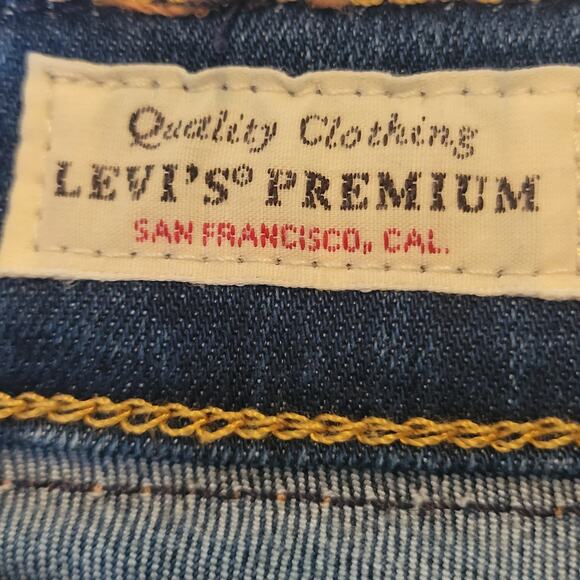 Quality Clothing
LEVI'S® PREMIUM
SAN FRANCISCO, CAL.